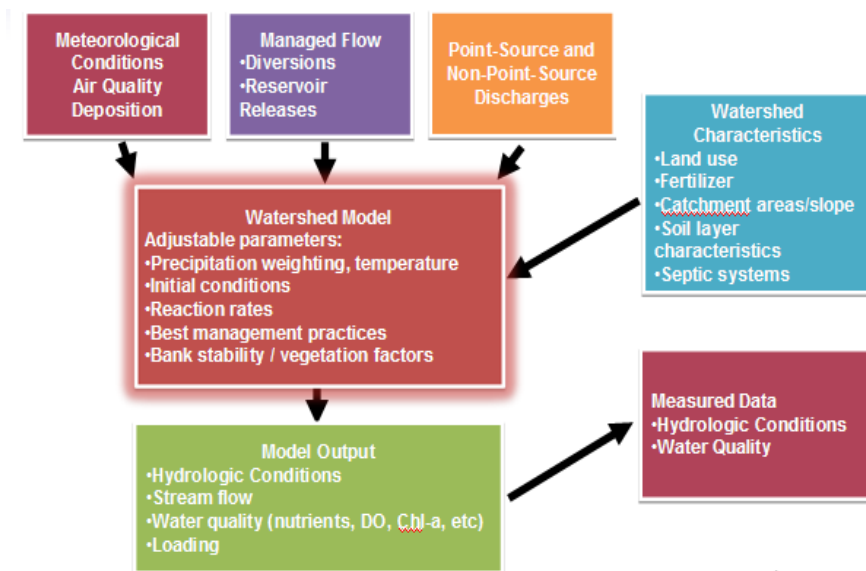 Meteorological
Conditions
Air Quality
Deposition
Managed Flow
•Diversions
•Reservoir
Releases
Point-Source and
Non-Point-Source
Discharges
Watershed
Characteristics
•Land use
•Fertilizer
•Catchment areas/slope
•Soil layer
characteristics
•Septic systems
Watershed Model
Adjustable parameters:
•Precipitation weighting, temperature
•Initial conditions
•Reaction rates
•Best management practices
•Bank stability / vegetation factors
Measured Data
•Hydrologic Conditions
•Water Quality
Model Output
•Hydrologic Conditions
•Stream flow
•Water quality (nutrients, DO, Chl-a, etc)
•Loading